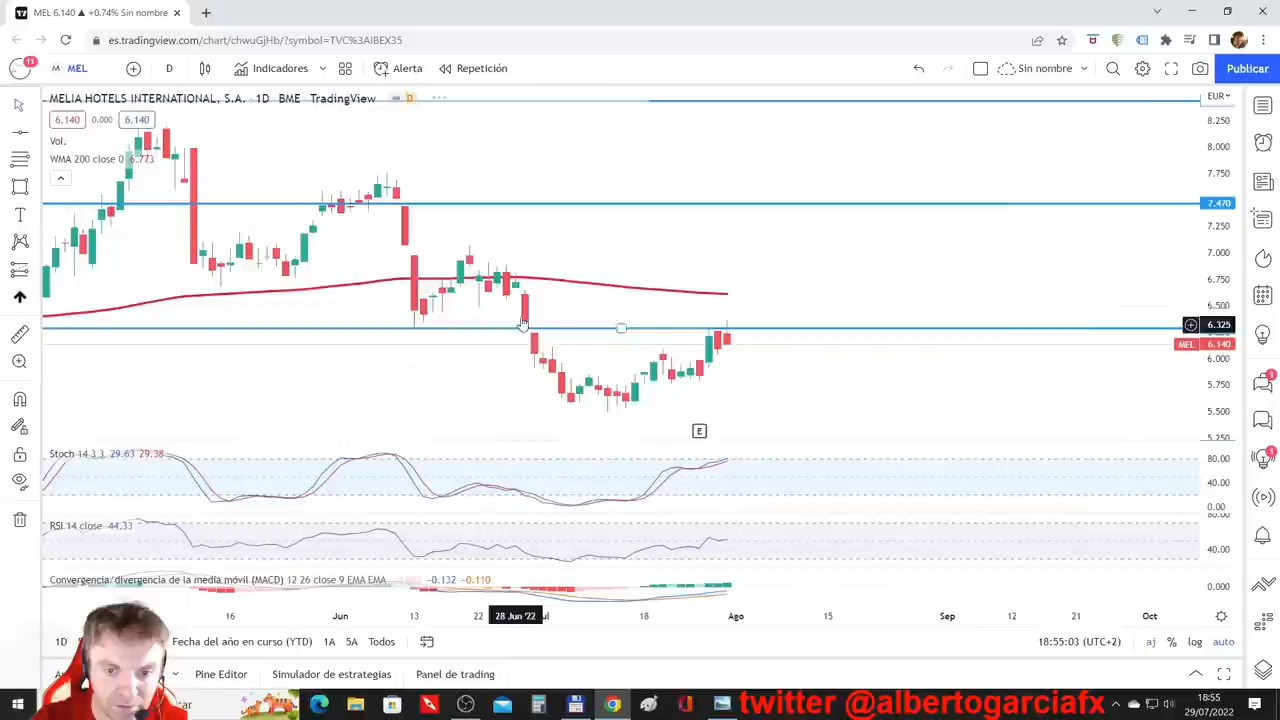 MEL 6.140 ▲ +0.74% Sin nombre
es.tradingview.com/chart/chwuGjHb/?symbol=TVC%3AIBEX35
11
M MEL
D
Indicadores
Alerta
Repetición
Sin nombre
Publicar
MELIA HOTELS INTERNATIONAL, S.A. · 1D · BME · TradingView
D
EUR
6.140 0.000 6.140
Vol.
WMA 200 close 0 6.773
8.250
8.000
7.750
7.470
7.250
7.000
6.750
6.500
6.325
MEL 6.140
6.000
5.750
5.500
5.250
E
1
1
Stoch 14 3 3 29.63 29.38
80.00
40.00
0.00
RSI 14 close 44.33
80.00
40.00
Convergencia/divergencia de la media móvil (MACD) 12 26 close 9 EMA EMA −0.132 −0.110
0.000
16 Jun 13 22 28 Jun '22 ul 18 Ago 15 Sep 12 21 Oct
1D
Fecha del año en curso (YTD) 1A 5A Todos
18:55:03 (UTC+2) aj % log auto
Pine Editor Simulador de estrategias Panel de trading
car
18:55
29/07/2022
twitter @albertogarciafx